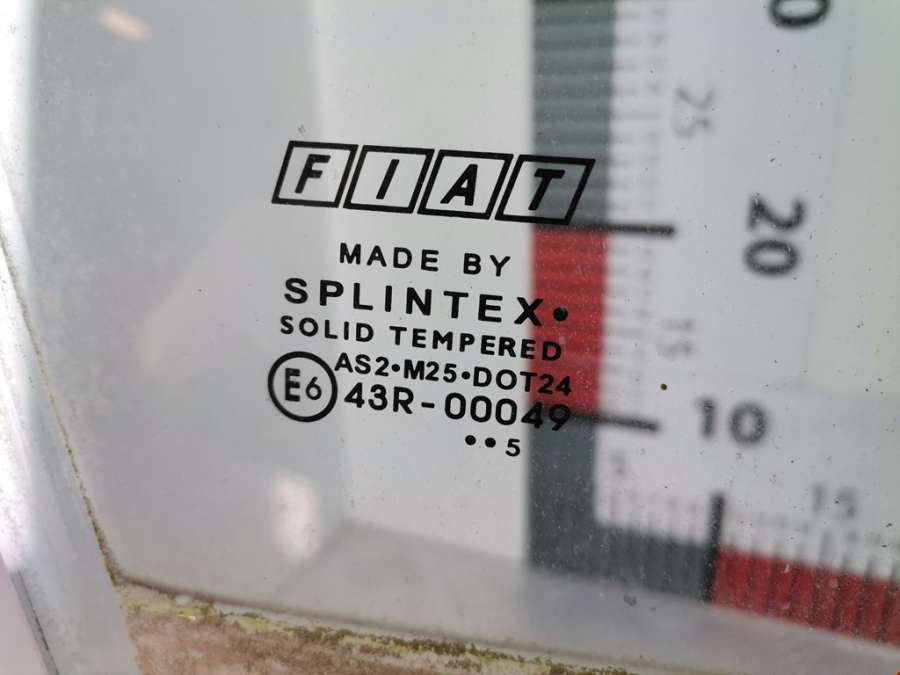 FIAT
MADE BY
SPLINTEX•
SOLID TEMPERED
AS2•M25•DOT24
E6 43R-00049
••5
25
20
15
10
15